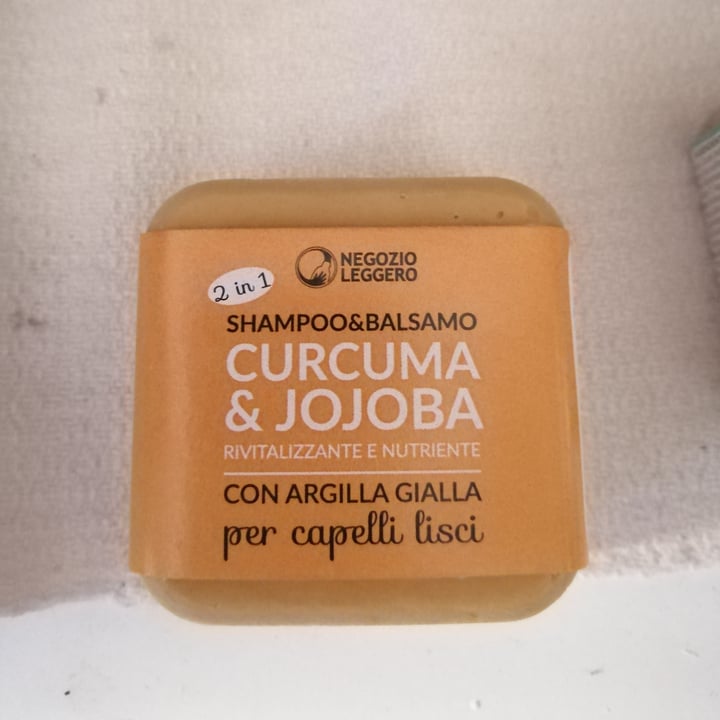 NEGOZIO
LEGGERO
2 in 1
SHAMPOO&BALSAMO
CURCUMA
& JOJOBA
RIVITALIZZANTE E NUTRIENTE
CON ARGILLA GIALLA
per capelli lisci